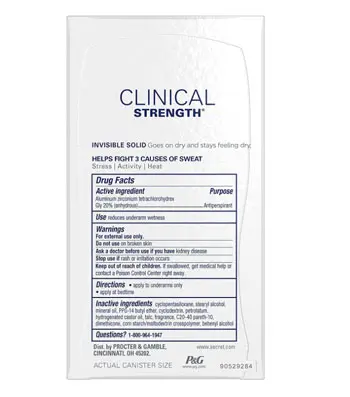 CLINICAL
STRENGTH®
INVISIBLE SOLID Goes on dry and stays feeling dry.
HELPS FIGHT 3 CAUSES OF SWEAT
Stress | Activity | Heat
Drug Facts
Active ingredient Purpose
Aluminum zirconium tetrachlorohydrex
Gly 20% (anhydrous) Antiperspirant
Use reduces underarm wetness
Warnings
For external use only.
Do not use on broken skin
Ask a doctor before use if you have kidney disease
Stop use if rash or irritation occurs
Keep out of reach of children. If swallowed, get medical help or
contact a Poison Control Center right away.
Directions • apply to underarms only
• apply at bedtime
Inactive ingredients cyclopentasiloxane, stearyl alcohol,
mineral oil, PPG-14 butyl ether, cyclodextrin, petrolatum,
hydrogenated castor oil, talc, fragrance, C20-40 pareth-10,
dimethicone, corn starch/modified crosspolymer, behenyl alcohol
Questions? 1-800-964-1947
Dist. by PROCTER & GAMBLE,
CINCINNATI, OH 45202.
www.secret.com
P&G
www.pg.com
ACTUAL CANISTER SIZE
90529284